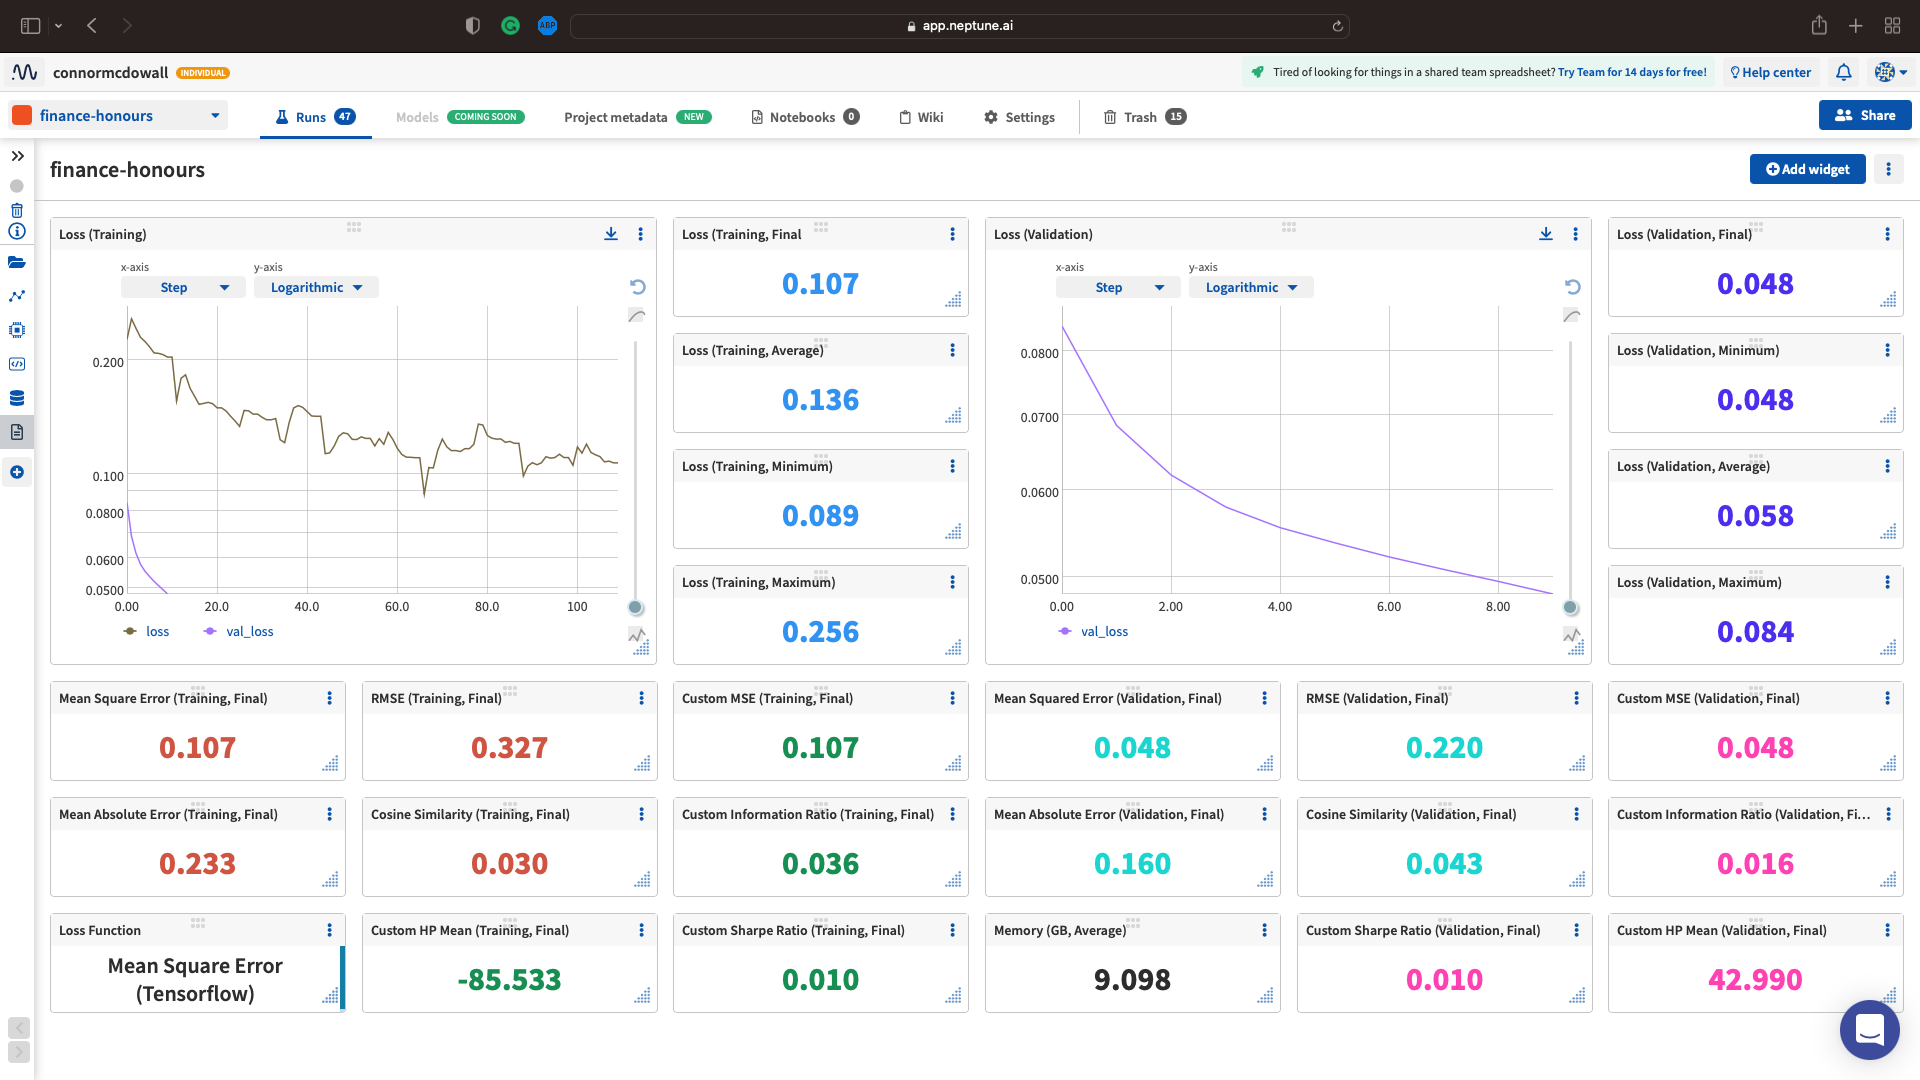 app.neptune.ai
ABP
connormcdowall INDIVIDUAL
Tired of looking for things in a shared team spreadsheet? Try Team for 14 days for free!
Help center
finance-honours
Runs 47
Models COMING SOON
Project metadata NEW
Notebooks 0
Wiki
Settings
Trash 15
Share
finance-honours
Add widget
Loss (Training)
x-axis
y-axis
Step
Logarithmic
0.200
0.100
0.0800
0.0600
0.0500
0.00 20.0 40.0 60.0 80.0 100
loss val_loss
Loss (Training, Final
0.107
Loss (Training, Average)
0.136
Loss (Training, Minimum)
0.089
Loss (Training, Maximum)
0.256
Loss (Validation)
x-axis
y-axis
Step
Logarithmic
0.0800
0.0700
0.0600
0.0500
0.00 2.00 4.00 6.00 8.00
val_loss
Loss (Validation, Final)
0.048
Loss (Validation, Minimum)
0.048
Loss (Validation, Average)
0.058
Loss (Validation, Maximum)
0.084
Mean Square Error (Training, Final)
0.107
RMSE (Training, Final)
0.327
Custom MSE (Training, Final)
0.107
Mean Squared Error (Validation, Final)
0.048
RMSE (Validation, Final)
0.220
Custom MSE (Validation, Final)
0.048
Mean Absolute Error (Training, Final)
0.233
Cosine Similarity (Training, Final)
0.030
Custom Information Ratio (Training, Final)
0.036
Mean Absolute Error (Validation, Final)
0.160
Cosine Similarity (Validation, Final)
0.043
Custom Information Ratio (Validation, Fi...
0.016
Loss Function
Mean Square Error
(Tensorflow)
Custom HP Mean (Training, Final)
-85.533
Custom Sharpe Ratio (Training, Final)
0.010
Memory (GB, Average)
9.098
Custom Sharpe Ratio (Validation, Final)
0.010
Custom HP Mean (Validation, Final)
42.990